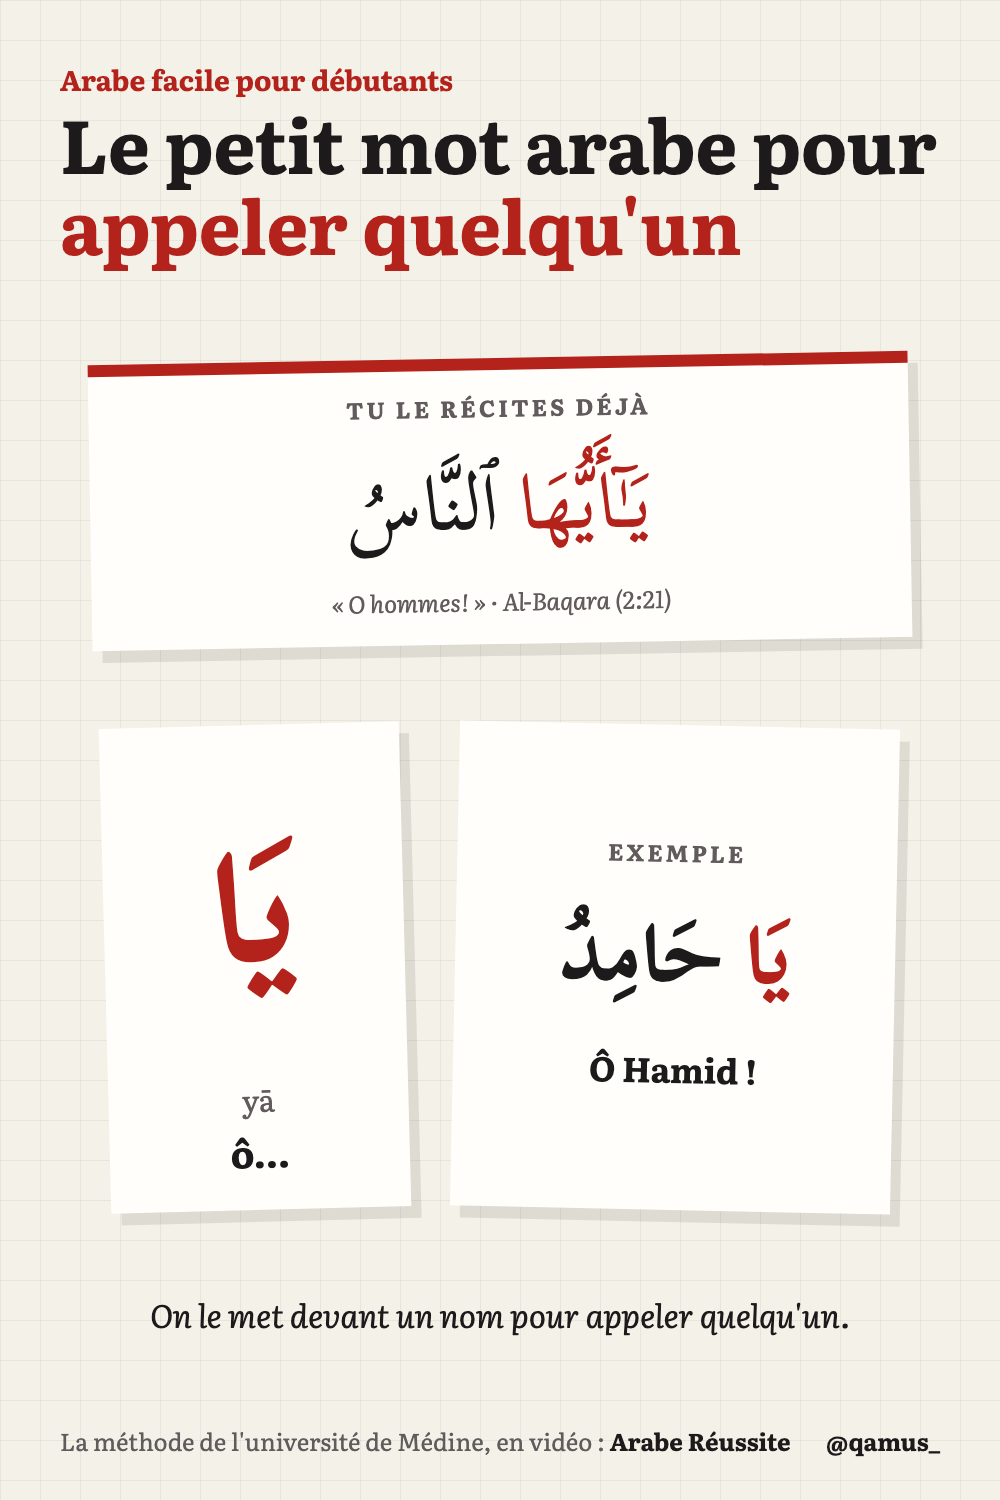 Arabe facile pour débutants
Le petit mot arabe pour
appeler quelqu'un
TU LE RÉCITES DÉJÀ
يَـٰٓأَيُّهَا ٱلنَّاسُ
« O hommes! » · Al-Baqara (2:21)
يَا
yā
ô...
EXEMPLE
يَا حَامِدُ
Ô Hamid !
On le met devant un nom pour appeler quelqu'un.
La méthode de l'université de Médine, en vidéo : Arabe Réussite @qamus_